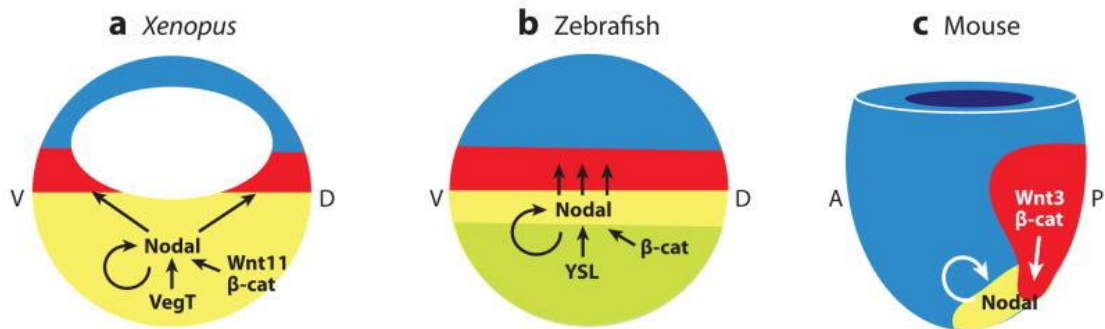 a Xenopus
V
D
Nodal
Wnt11
β-cat
VegT
b Zebrafish
V
D
Nodal
β-cat
YSL
c Mouse
A
P
Wnt3
β-cat
Nodal